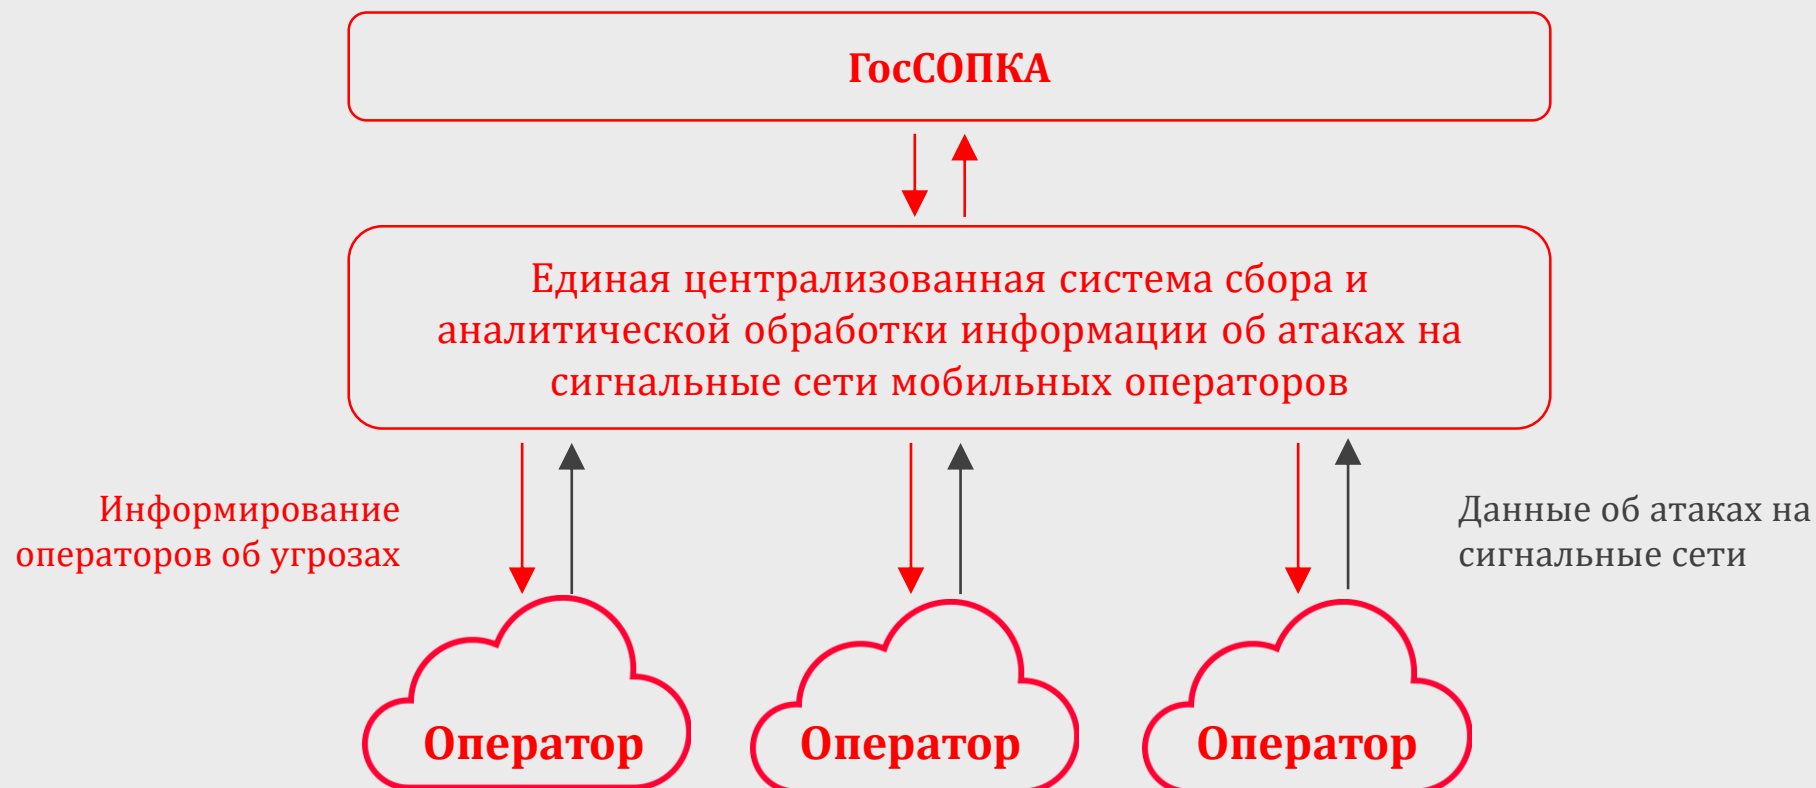 ГосСОПКА
Единая централизованная система сбора и
аналитической обработки информации об атаках на
сигнальные сети мобильных операторов
Информирование
операторов об угрозах
Данные об атаках на
сигнальные сети
Оператор
Оператор
Оператор